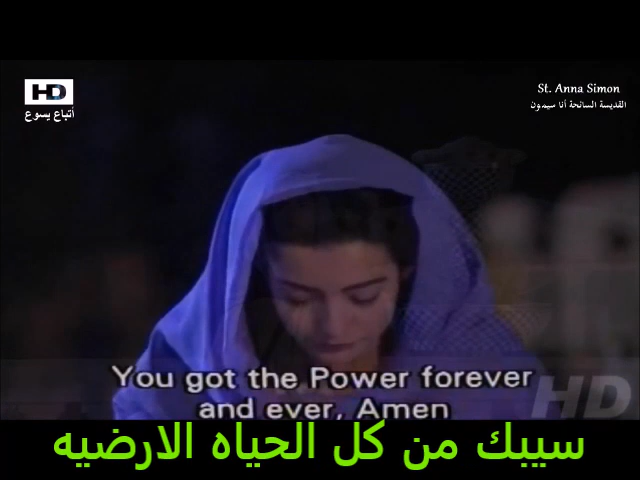 HD
أتباع يسوع
St. Anna Simon
القديسة السائحة أنا سيمون
You got the Power forever
and ever, Amen
HD
سيبك من كل الحياه الارضيه